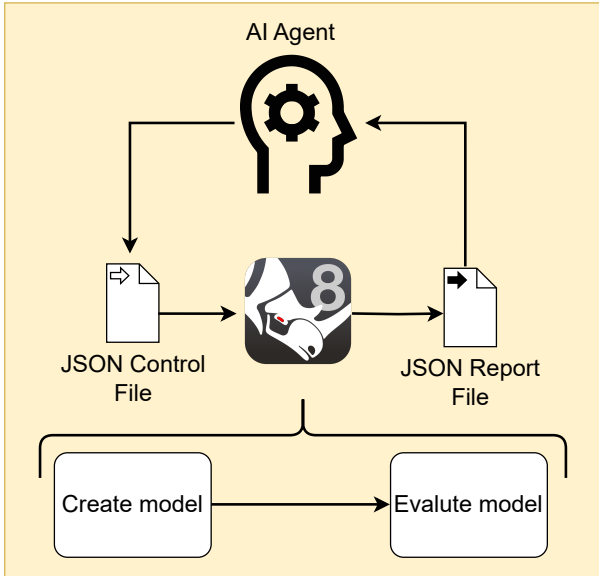 AI Agent
8
JSON Control
File
JSON Report
File
Create model
Evalute model